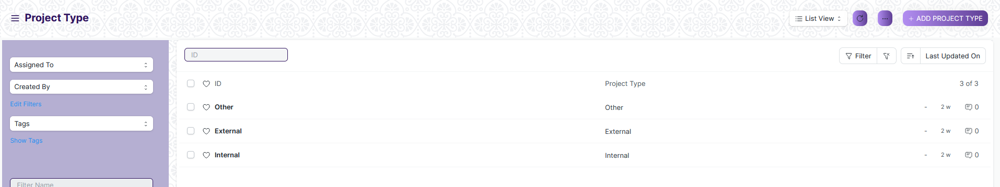 Project Type
List View
...
+ ADD PROJECT TYPE
Assigned To
Created By
Edit Filters
Tags
Show Tags
Filter Name
ID
Filter
Last Updated On
ID Project Type 3 of 3
Other Other - 2 w 0
External External - 2 w 0
Internal Internal - 2 w 0